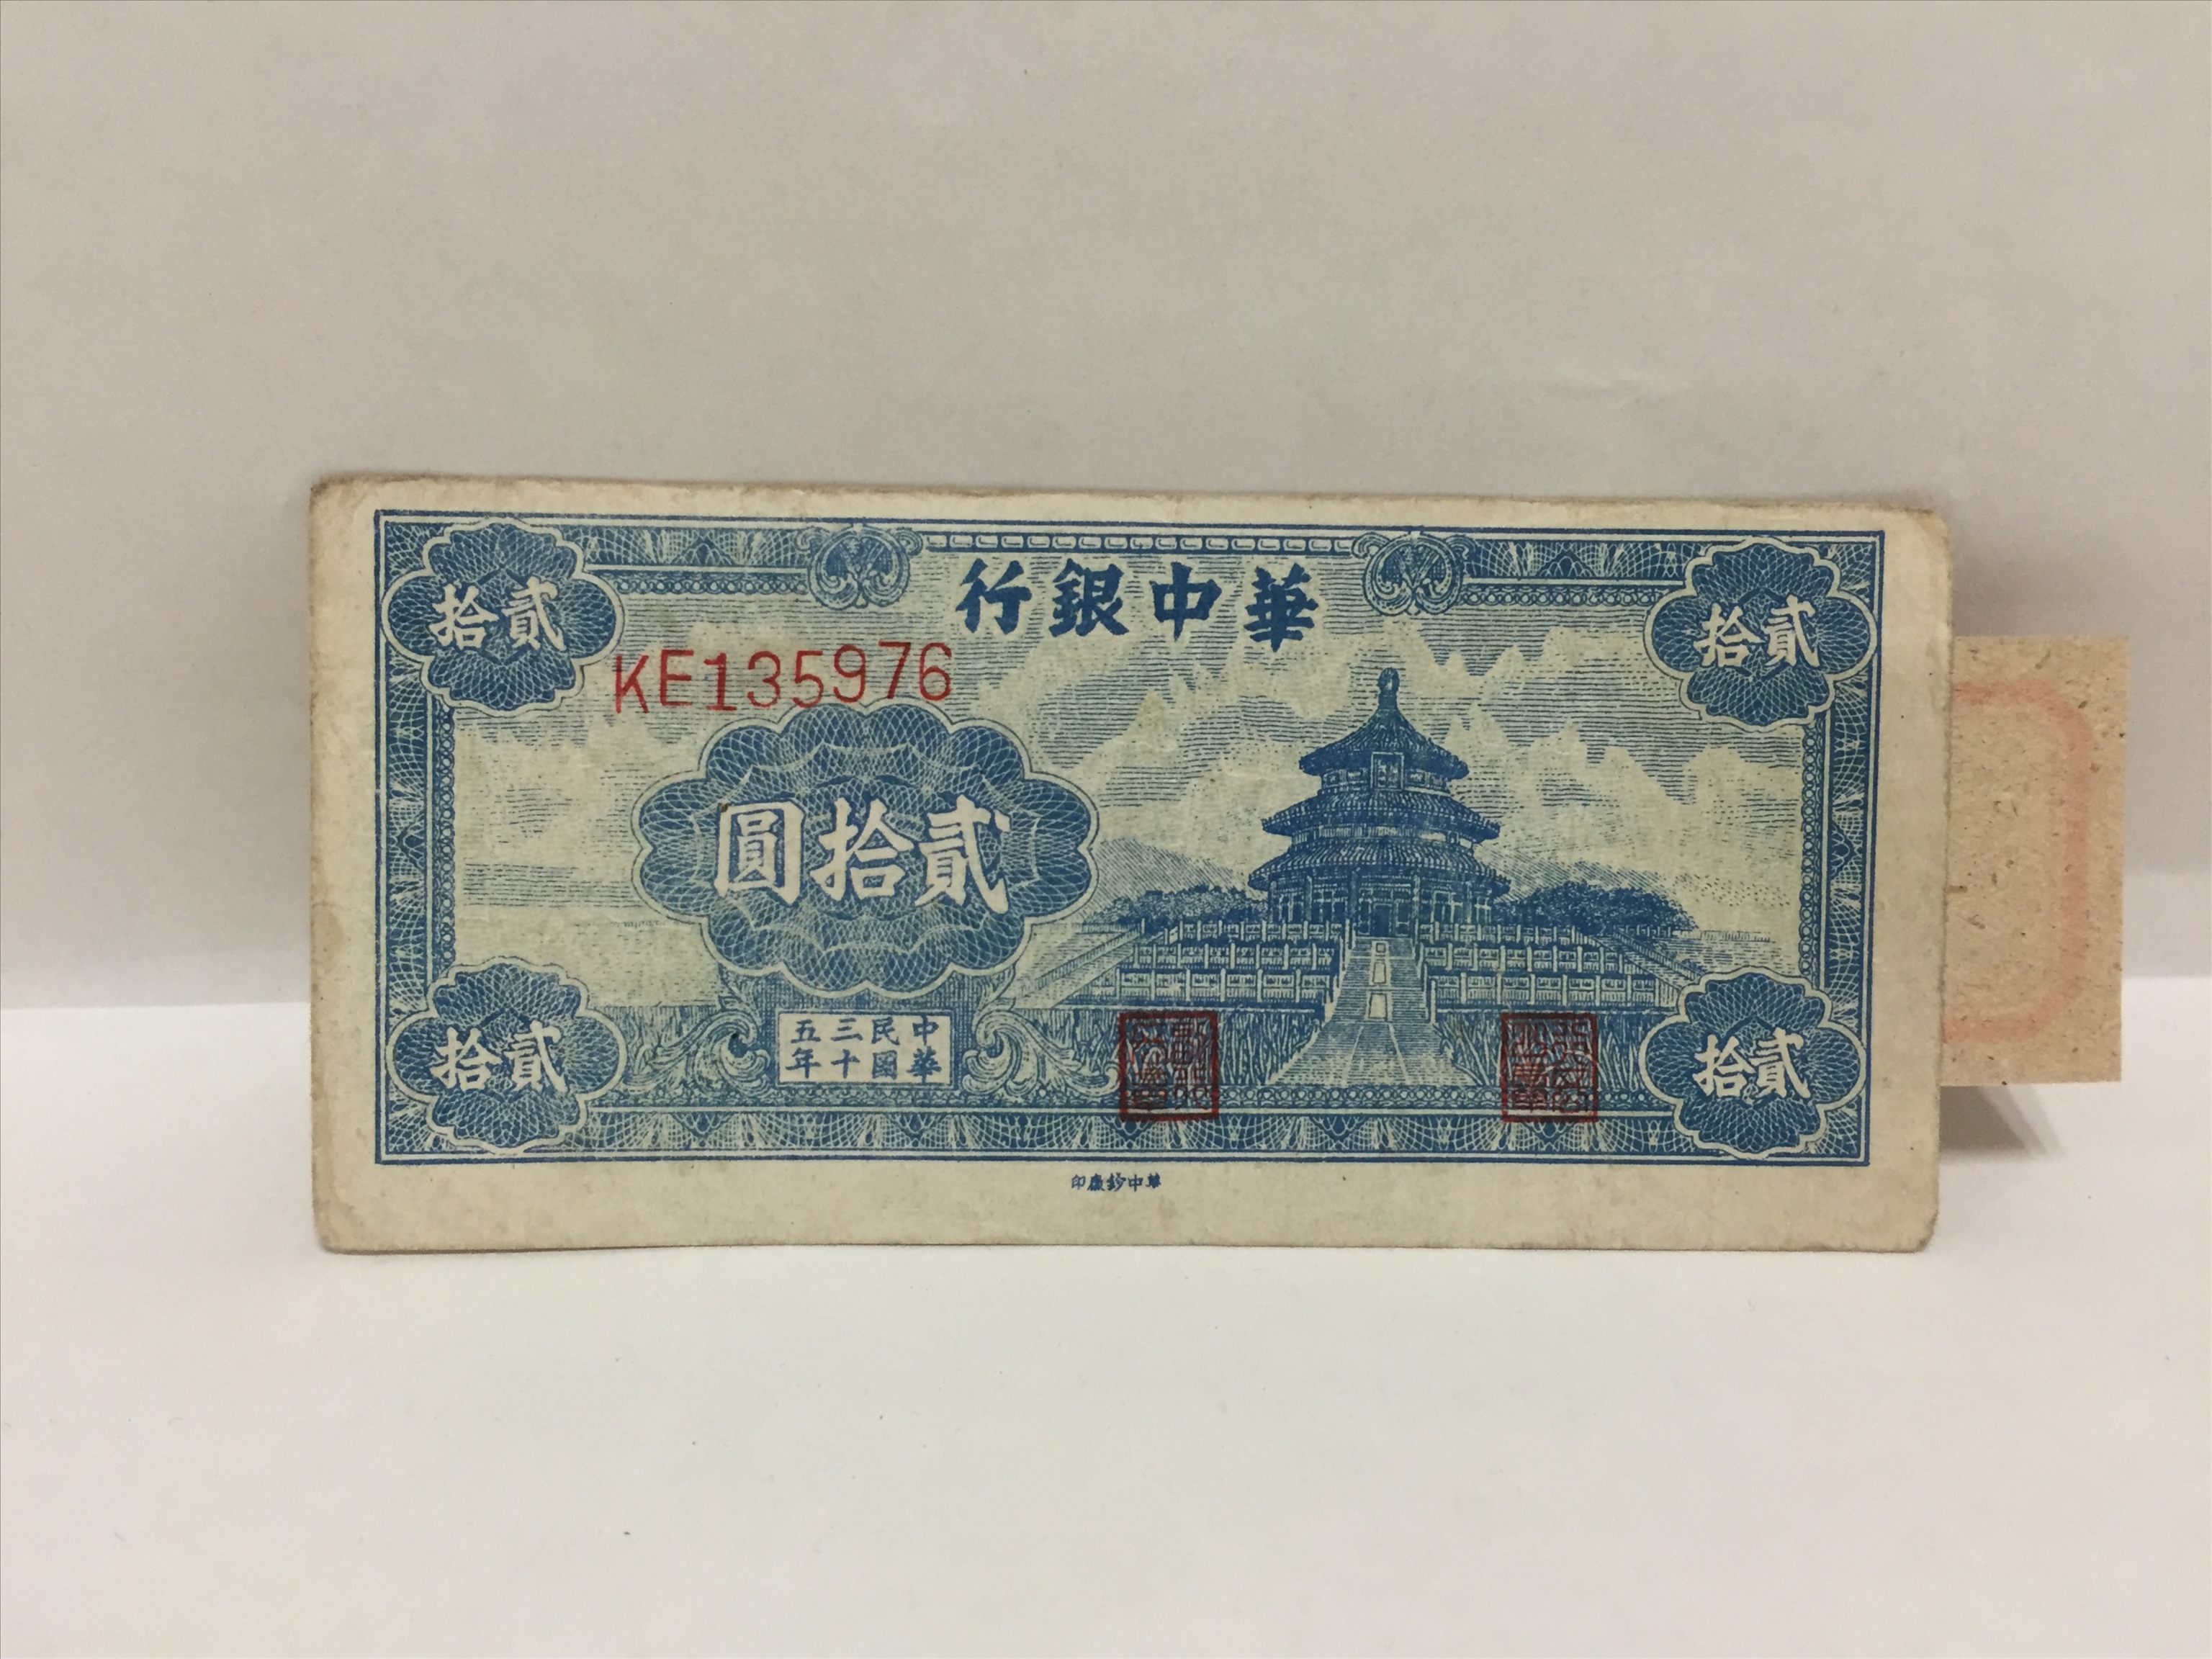 華中銀行
貳拾
貳拾
KE135976
貳拾圓
中華民國三十五年
貳拾
貳拾
華中鈔廠印